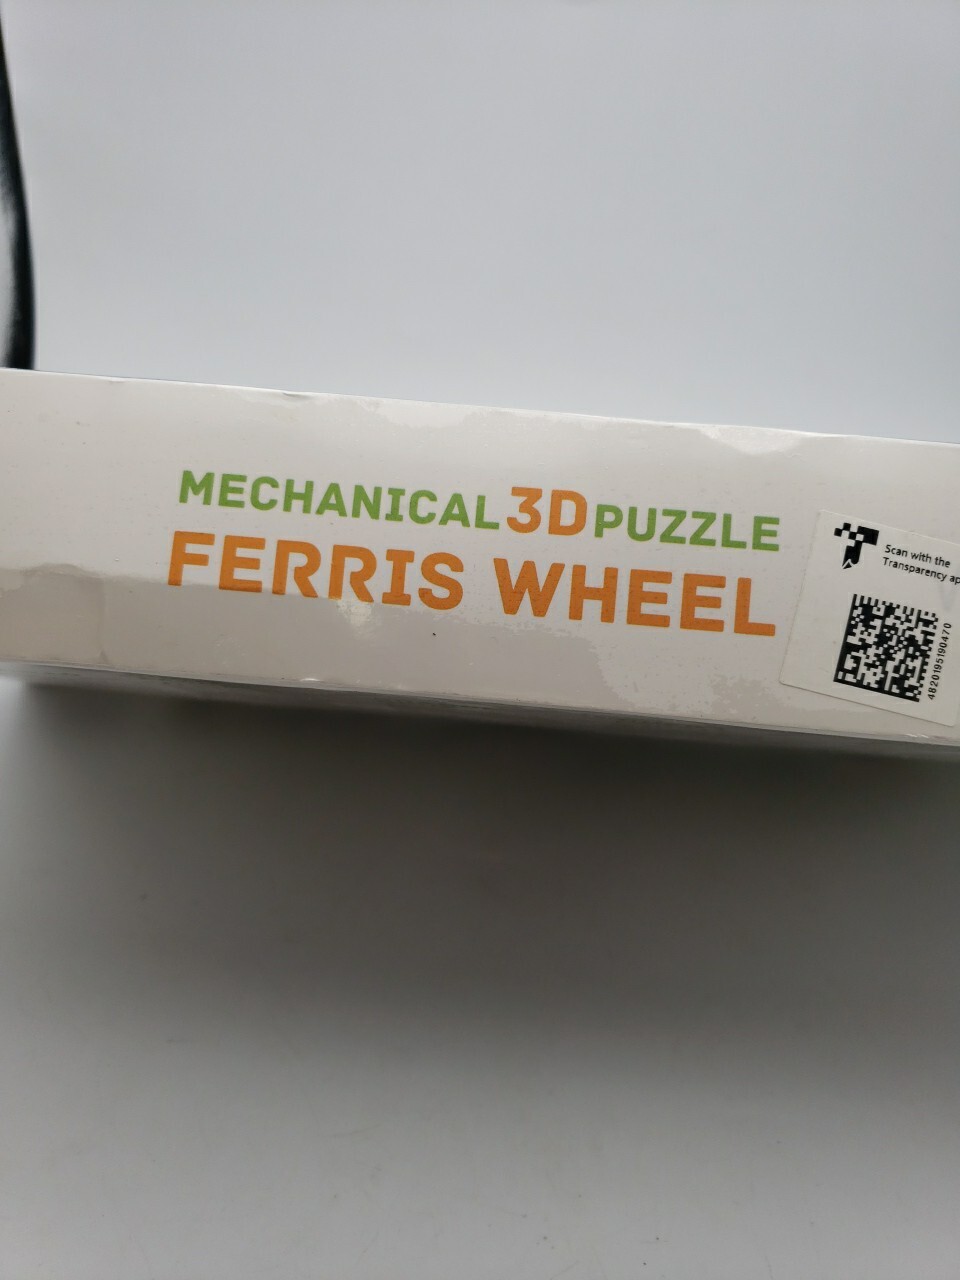 MECHANICAL 3D PUZZLE
FERRIS WHEEL
Scan with the
Transparency ap
4820195190470